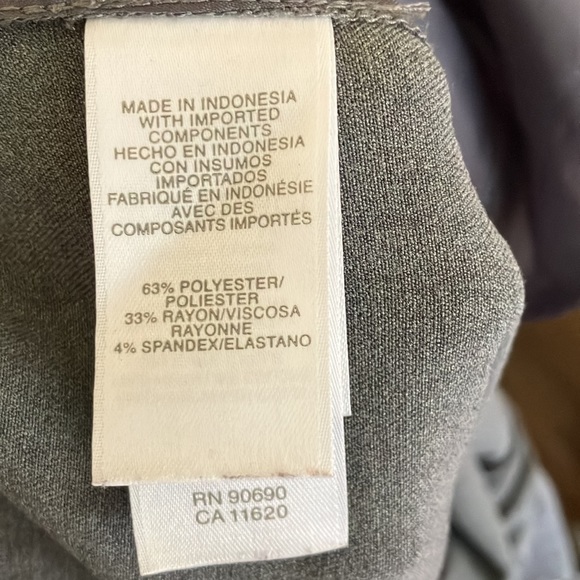 MADE IN INDONESIA
WITH IMPORTED
COMPONENTS
HECHO EN INDONESIA
CON INSUMOS
IMPORTADOS
FABRIQUÉ EN INDONÉSIE
AVEC DES
COMPOSANTS IMPORTÉS
63% POLYESTER/
POLIESTER
33% RAYON/VISCOSA
RAYONNE
4% SPANDEX/ELASTANO
RN 90690
CA 11620